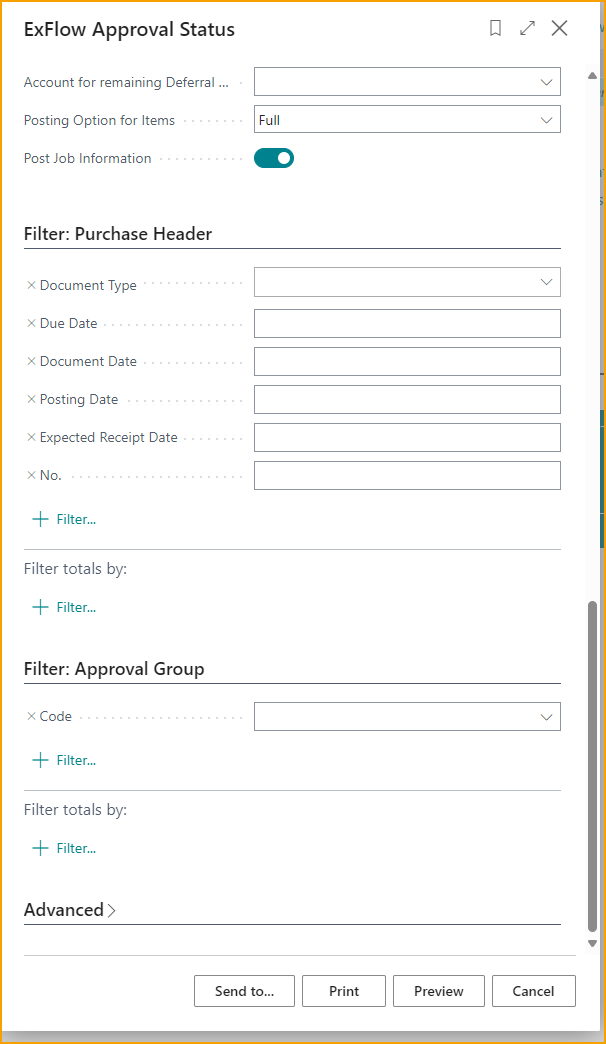 ExFlow Approval Status
Account for remaining Deferral ...
Posting Option for Items Full
Post Job Information
Filter: Purchase Header
Document Type
Due Date
Document Date
Posting Date
Expected Receipt Date
No.
Filter...
Filter totals by:
Filter...
Filter: Approval Group
Code
Filter...
Filter totals by:
Filter...
Advanced
Send to... Print Preview Cancel